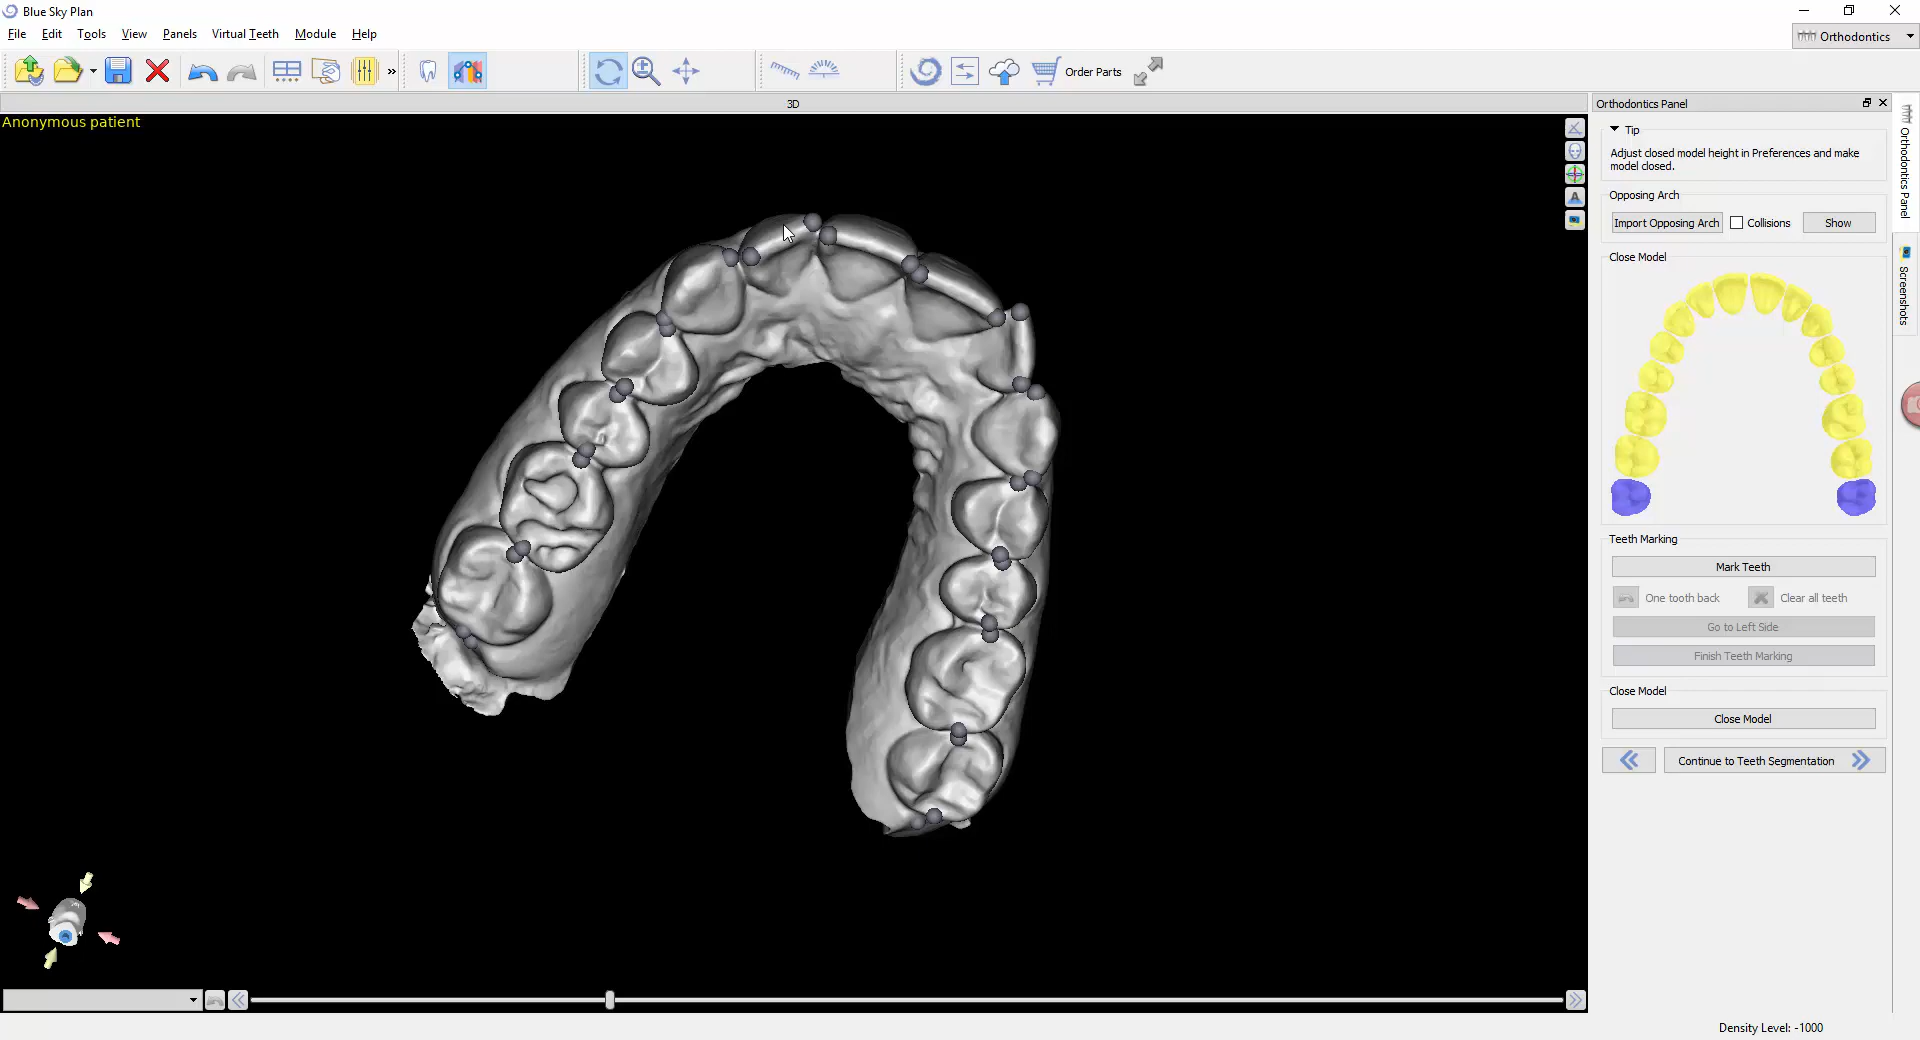 Blue Sky Plan
File Edit Tools View Panels Virtual Teeth Module Help
Orthodontics
»
Order Parts
3D
Anonymous patient
Orthodontics Panel
Tip
Adjust closed model height in Preferences and make
model closed.
Opposing Arch
Import Opposing Arch Collisions Show
Close Model
Teeth Marking
Mark Teeth
One tooth back Clear all teeth
Go to Left Side
Finish Teeth Marking
Close Model
Close Model
Continue to Teeth Segmentation
Orthodontics Panel
Screenshots
Density Level: -1000